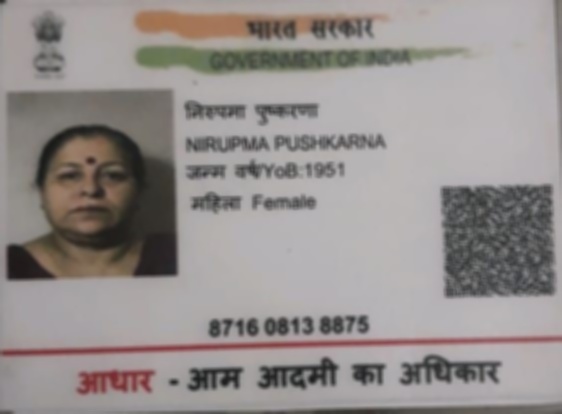 भारत सरकार
GOVERNMENT OF INDIA
निरुपमा पुष्करणा
NIRUPMA PUSHKARNA
जन्म वर्ष/YoB:1951
महिला Female
8716 0813 8875
आधार - आम आदमी का अधिकार